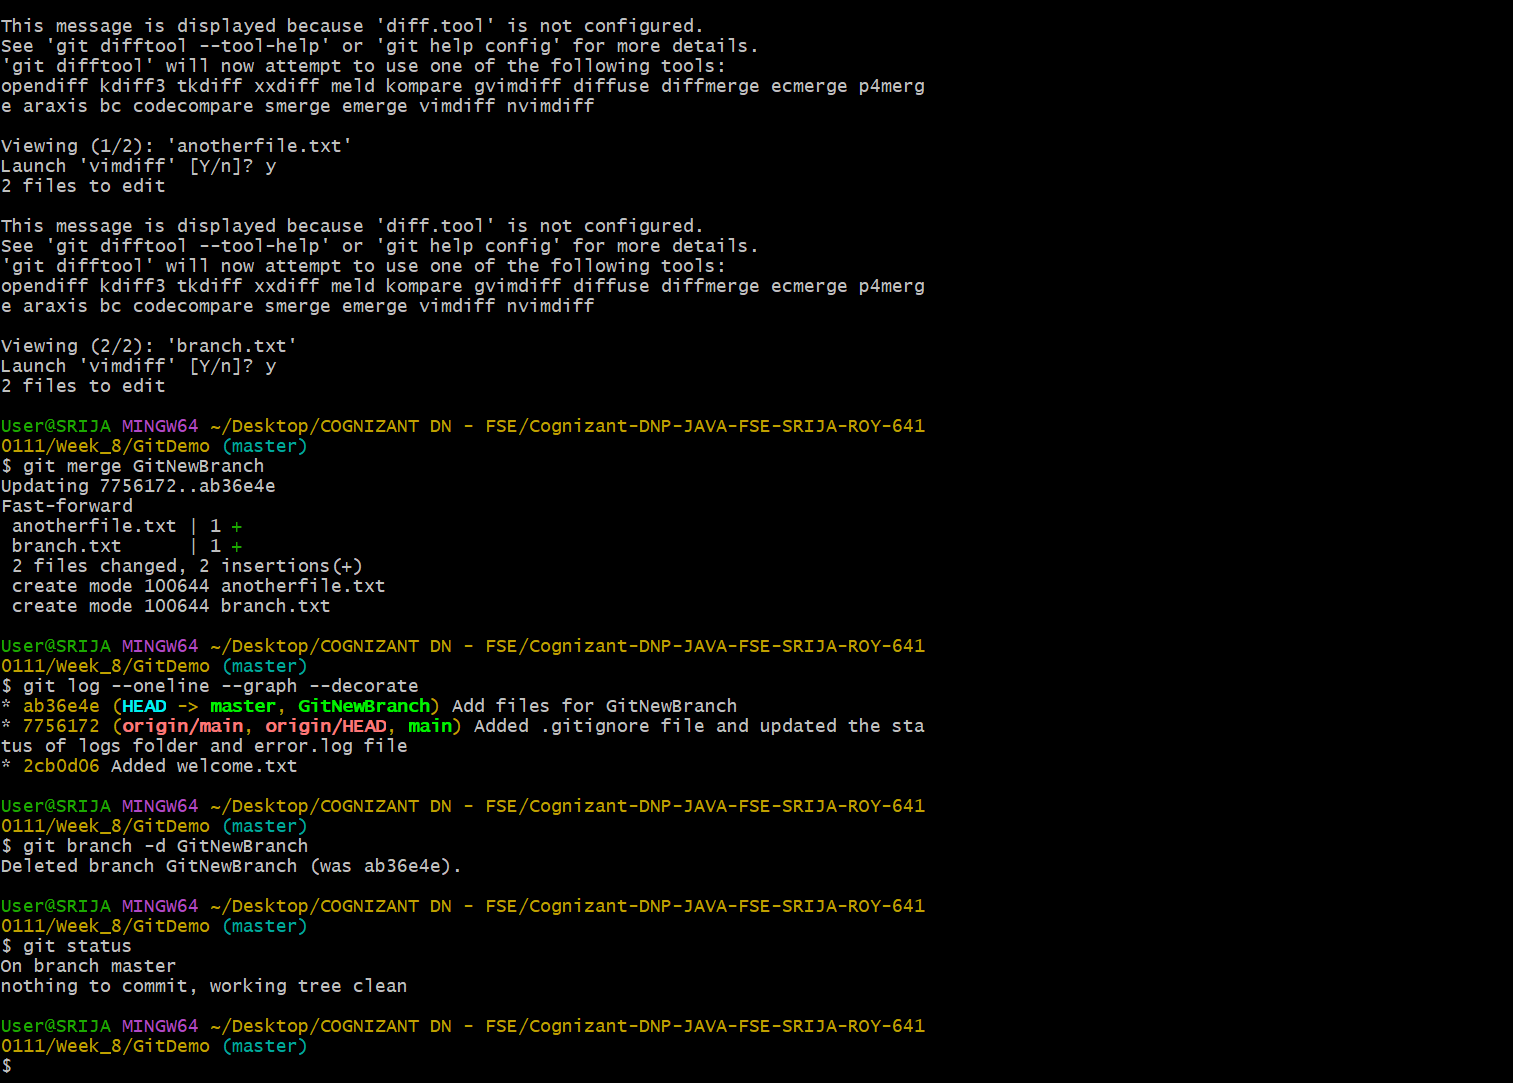 This message is displayed because 'diff.tool' is not configured.
See 'git difftool --tool-help' or 'git help config' for more details.
'git difftool' will now attempt to use one of the following tools:
opendiff kdiff3 tkdiff xxdiff meld kompare gvimdiff diffuse diffmerge ecmerge p4merg
e araxis bc codecompare smerge emerge vimdiff nvimdiff

Viewing (1/2): 'anotherfile.txt'
Launch 'vimdiff' [Y/n]? y
2 files to edit

This message is displayed because 'diff.tool' is not configured.
See 'git difftool --tool-help' or 'git help config' for more details.
'git difftool' will now attempt to use one of the following tools:
opendiff kdiff3 tkdiff xxdiff meld kompare gvimdiff diffuse diffmerge ecmerge p4merg
e araxis bc codecompare smerge emerge vimdiff nvimdiff

Viewing (2/2): 'branch.txt'
Launch 'vimdiff' [Y/n]? y
2 files to edit

User@SRIJA MINGW64 ~/Desktop/COGNIZANT DN - FSE/Cognizant-DNP-JAVA-FSE-SRIJA-ROY-641
0111/Week_8/GitDemo (master)
$ git merge GitNewBranch
Updating 7756172..ab36e4e
Fast-forward
 anotherfile.txt | 1 +
 branch.txt      | 1 +
 2 files changed, 2 insertions(+)
 create mode 100644 anotherfile.txt
 create mode 100644 branch.txt

User@SRIJA MINGW64 ~/Desktop/COGNIZANT DN - FSE/Cognizant-DNP-JAVA-FSE-SRIJA-ROY-641
0111/Week_8/GitDemo (master)
$ git log --oneline --graph --decorate
* ab36e4e (HEAD -> master, GitNewBranch) Add files for GitNewBranch
* 7756172 (origin/main, origin/HEAD, main) Added .gitignore file and updated the sta
tus of logs folder and error.log file
* 2cb0d06 Added welcome.txt

User@SRIJA MINGW64 ~/Desktop/COGNIZANT DN - FSE/Cognizant-DNP-JAVA-FSE-SRIJA-ROY-641
0111/Week_8/GitDemo (master)
$ git branch -d GitNewBranch
Deleted branch GitNewBranch (was ab36e4e).

User@SRIJA MINGW64 ~/Desktop/COGNIZANT DN - FSE/Cognizant-DNP-JAVA-FSE-SRIJA-ROY-641
0111/Week_8/GitDemo (master)
$ git status
On branch master
nothing to commit, working tree clean

User@SRIJA MINGW64 ~/Desktop/COGNIZANT DN - FSE/Cognizant-DNP-JAVA-FSE-SRIJA-ROY-641
0111/Week_8/GitDemo (master)
$